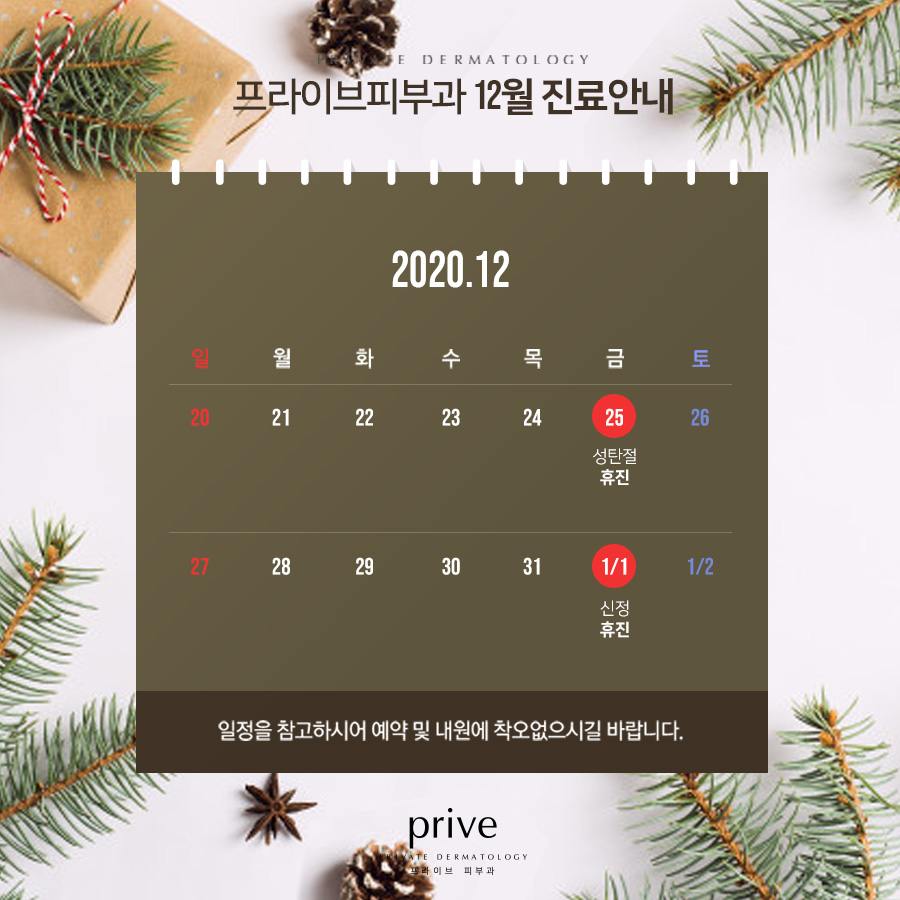 PRIVATE DERMATOLOGY
프라이브피부과 12월 진료안내
2020.12
일 월 화 수 목 금 토
20 21 22 23 24 25 26
성탄절
휴진
27 28 29 30 31 1/1 1/2
신정
휴진
일정을 참고하시어 예약 및 내원에 착오없으시길 바랍니다.
prive
PRIVATE DERMATOLOGY
프라이브 피부과